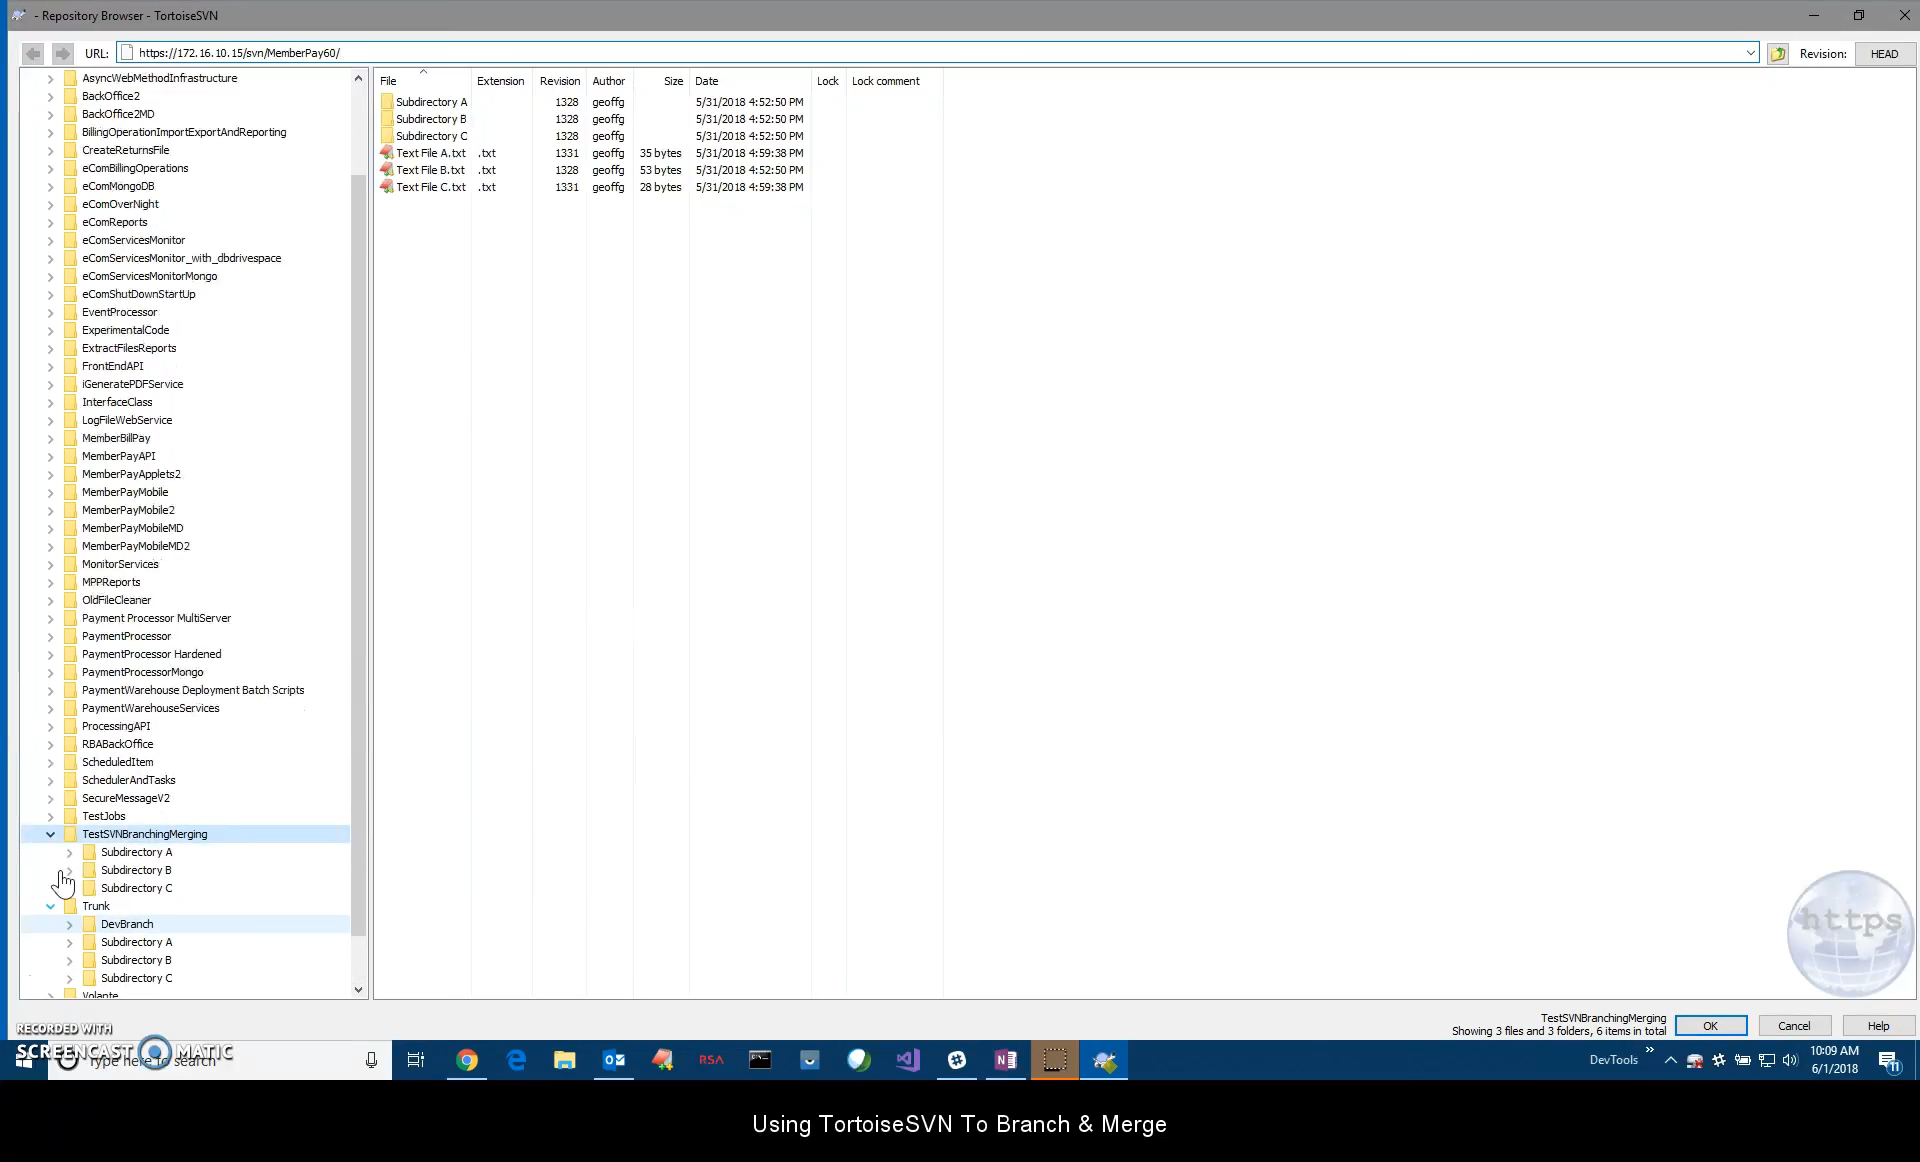 - Repository Browser - TortoiseSVN
URL: https://172.16.10.15/svn/MemberPay60/ Revision: HEAD
AsyncWebMethodInfrastructure
BackOffice2
BackOffice2MD
BillingOperationImportExportAndReporting
CreateReturnsFile
eComBillingOperations
eComMongoDB
eComOverNight
eComReports
eComServicesMonitor
eComServicesMonitor_with_dbdrivespace
eComServicesMonitorMongo
eComShutDownStartUp
EventProcessor
ExperimentalCode
ExtractFilesReports
FrontEndAPI
iGeneratePDFService
InterfaceClass
LogFileWebService
MemberBillPay
MemberPayAPI
MemberPayApplets2
MemberPayMobile
MemberPayMobile2
MemberPayMobileMD
MemberPayMobileMD2
MonitorServices
MPPReports
OldFileCleaner
Payment Processor MultiServer
PaymentProcessor
PaymentProcessor Hardened
PaymentProcessorMongo
PaymentWarehouse Deployment Batch Scripts
PaymentWarehouseServices
ProcessingAPI
RBABackOffice
ScheduledItem
SchedulerAndTasks
SecureMessageV2
TestJobs
TestSVNBranchingMerging
Subdirectory A
Subdirectory B
Subdirectory C
Trunk
DevBranch
Subdirectory A
Subdirectory B
Subdirectory C
Volante
File Extension Revision Author Size Date Lock Lock comment
Subdirectory A 1328 geoffg 5/31/2018 4:52:50 PM
Subdirectory B 1328 geoffg 5/31/2018 4:52:50 PM
Subdirectory C 1328 geoffg 5/31/2018 4:52:50 PM
Text File A.txt .txt 1331 geoffg 35 bytes 5/31/2018 4:59:38 PM
Text File B.txt .txt 1328 geoffg 53 bytes 5/31/2018 4:52:50 PM
Text File C.txt .txt 1331 geoffg 28 bytes 5/31/2018 4:59:38 PM
https
TestSVNBranchingMerging
Showing 3 files and 3 folders, 6 items in total
OK Cancel Help
RECORDED WITH
SCREENCAST MATIC
Type here to search
RSA
DevTools
10:09 AM
6/1/2018
11
Using TortoiseSVN To Branch & Merge